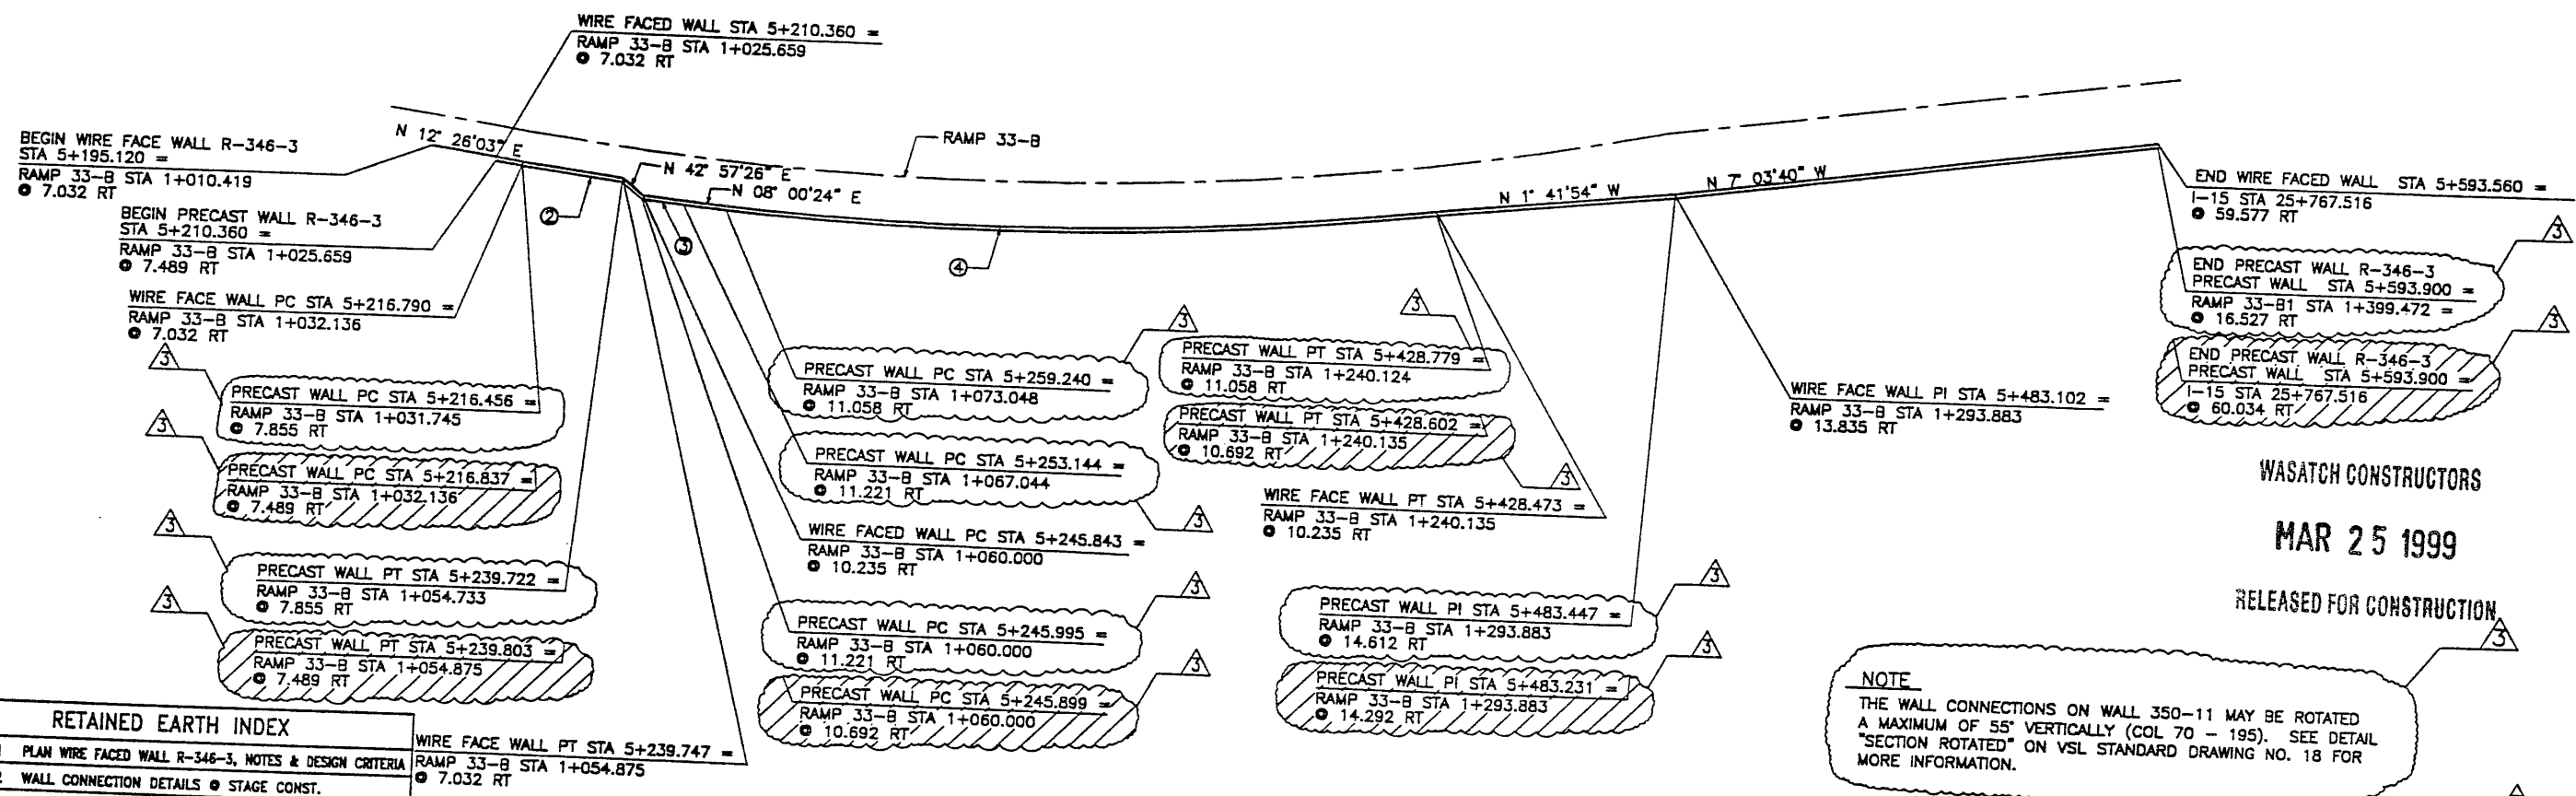 WIRE FACED WALL STA 5+210.360 =
RAMP 33-B STA 1+025.659
@ 7.032 RT
BEGIN WIRE FACE WALL R-346-3
STA 5+195.120 =
RAMP 33-B STA 1+010.419
@ 7.032 RT
N 12° 26'03" E
RAMP 33-B
N 42° 57'26" E
N 08° 00'24" E
N 1° 41'54" W
N 7° 03'40" W
2
3
4
BEGIN PRECAST WALL R-346-3
STA 5+210.360 =
RAMP 33-B STA 1+025.659
@ 7.489 RT
WIRE FACE WALL PC STA 5+216.790 =
RAMP 33-B STA 1+032.136
@ 7.032 RT
3
PRECAST WALL PC STA 5+216.456 =
RAMP 33-B STA 1+031.745
@ 7.855 RT
3
PRECAST WALL PC STA 5+216.837 =
RAMP 33-B STA 1+032.136
@ 7.489 RT
3
PRECAST WALL PT STA 5+239.722 =
RAMP 33-B STA 1+054.733
@ 7.855 RT
3
PRECAST WALL PT STA 5+239.803 =
RAMP 33-B STA 1+054.875
@ 7.489 RT
WIRE FACE WALL PT STA 5+239.747 =
RAMP 33-B STA 1+054.875
@ 7.032 RT
3
PRECAST WALL PC STA 5+259.240 =
RAMP 33-B STA 1+073.048
@ 11.058 RT
PRECAST WALL PC STA 5+253.144 =
RAMP 33-B STA 1+067.044
@ 11.221 RT
3
WIRE FACED WALL PC STA 5+245.843 =
RAMP 33-B STA 1+060.000
@ 10.235 RT
3
PRECAST WALL PC STA 5+245.995 =
RAMP 33-B STA 1+060.000
@ 11.221 RT
3
PRECAST WALL PC STA 5+245.899 =
RAMP 33-B STA 1+060.000
@ 10.692 RT
3
PRECAST WALL PT STA 5+428.779 =
RAMP 33-B STA 1+240.124
@ 11.058 RT
PRECAST WALL PT STA 5+428.602 =
RAMP 33-B STA 1+240.135
@ 10.692 RT
3
WIRE FACE WALL PT STA 5+428.473 =
RAMP 33-B STA 1+240.135
@ 10.235 RT
3
PRECAST WALL PI STA 5+483.447 =
RAMP 33-B STA 1+293.883
@ 14.612 RT
3
PRECAST WALL PI STA 5+483.231 =
RAMP 33-B STA 1+293.883
@ 14.292 RT
WIRE FACE WALL PI STA 5+483.102 =
RAMP 33-B STA 1+293.883
@ 13.835 RT
END WIRE FACED WALL STA 5+593.560 =
I-15 STA 25+767.516
@ 59.577 RT
3
END PRECAST WALL R-346-3
PRECAST WALL STA 5+593.900 =
RAMP 33-B1 STA 1+399.472 =
@ 16.527 RT
3
END PRECAST WALL R-346-3
PRECAST WALL STA 5+593.900 =
I-15 STA 25+767.516
@ 60.034 RT
WASATCH CONSTRUCTORS
MAR 25 1999
RELEASED FOR CONSTRUCTION
3
NOTE
THE WALL CONNECTIONS ON WALL 350-11 MAY BE ROTATED
A MAXIMUM OF 55° VERTICALLY (COL 70 - 195). SEE DETAIL
"SECTION ROTATED" ON VSL STANDARD DRAWING NO. 18 FOR
MORE INFORMATION.
RETAINED EARTH INDEX
PLAN WIRE FACED WALL R-346-3, NOTES & DESIGN CRITERIA
WALL CONNECTION DETAILS @ STAGE CONST.